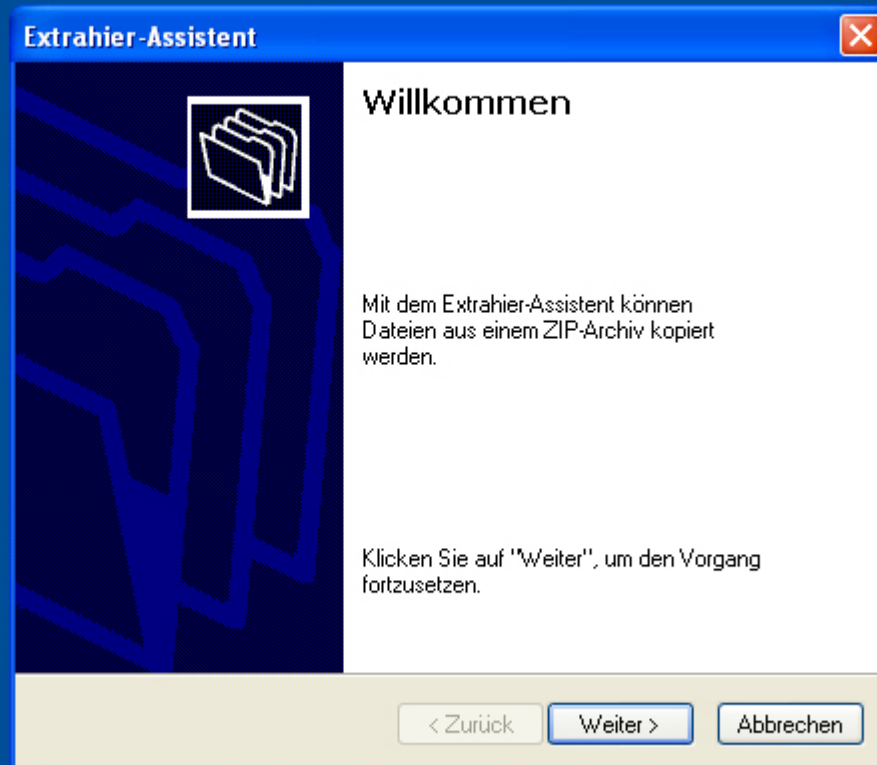 Extrahier-Assistent
Willkommen
Mit dem Extrahier-Assistent können
Dateien aus einem ZIP-Archiv kopiert
werden.
Klicken Sie auf "Weiter", um den Vorgang
fortzusetzen.
< Zurück
Weiter >
Abbrechen